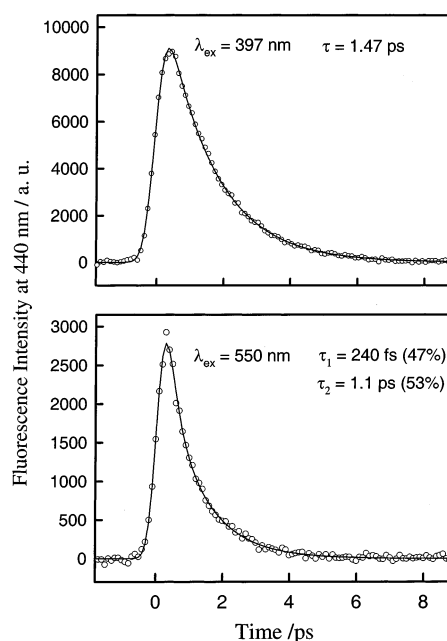 10000
8000
6000
4000
2000
0
λex = 397 nm τ = 1.47 ps
3000
2500
2000
1500
1000
500
0
λex = 550 nm τ1 = 240 fs (47%)
τ2 = 1.1 ps (53%)
0 2 4 6 8
Fluorescence Intensity at 440 nm / a. u.
Time /ps